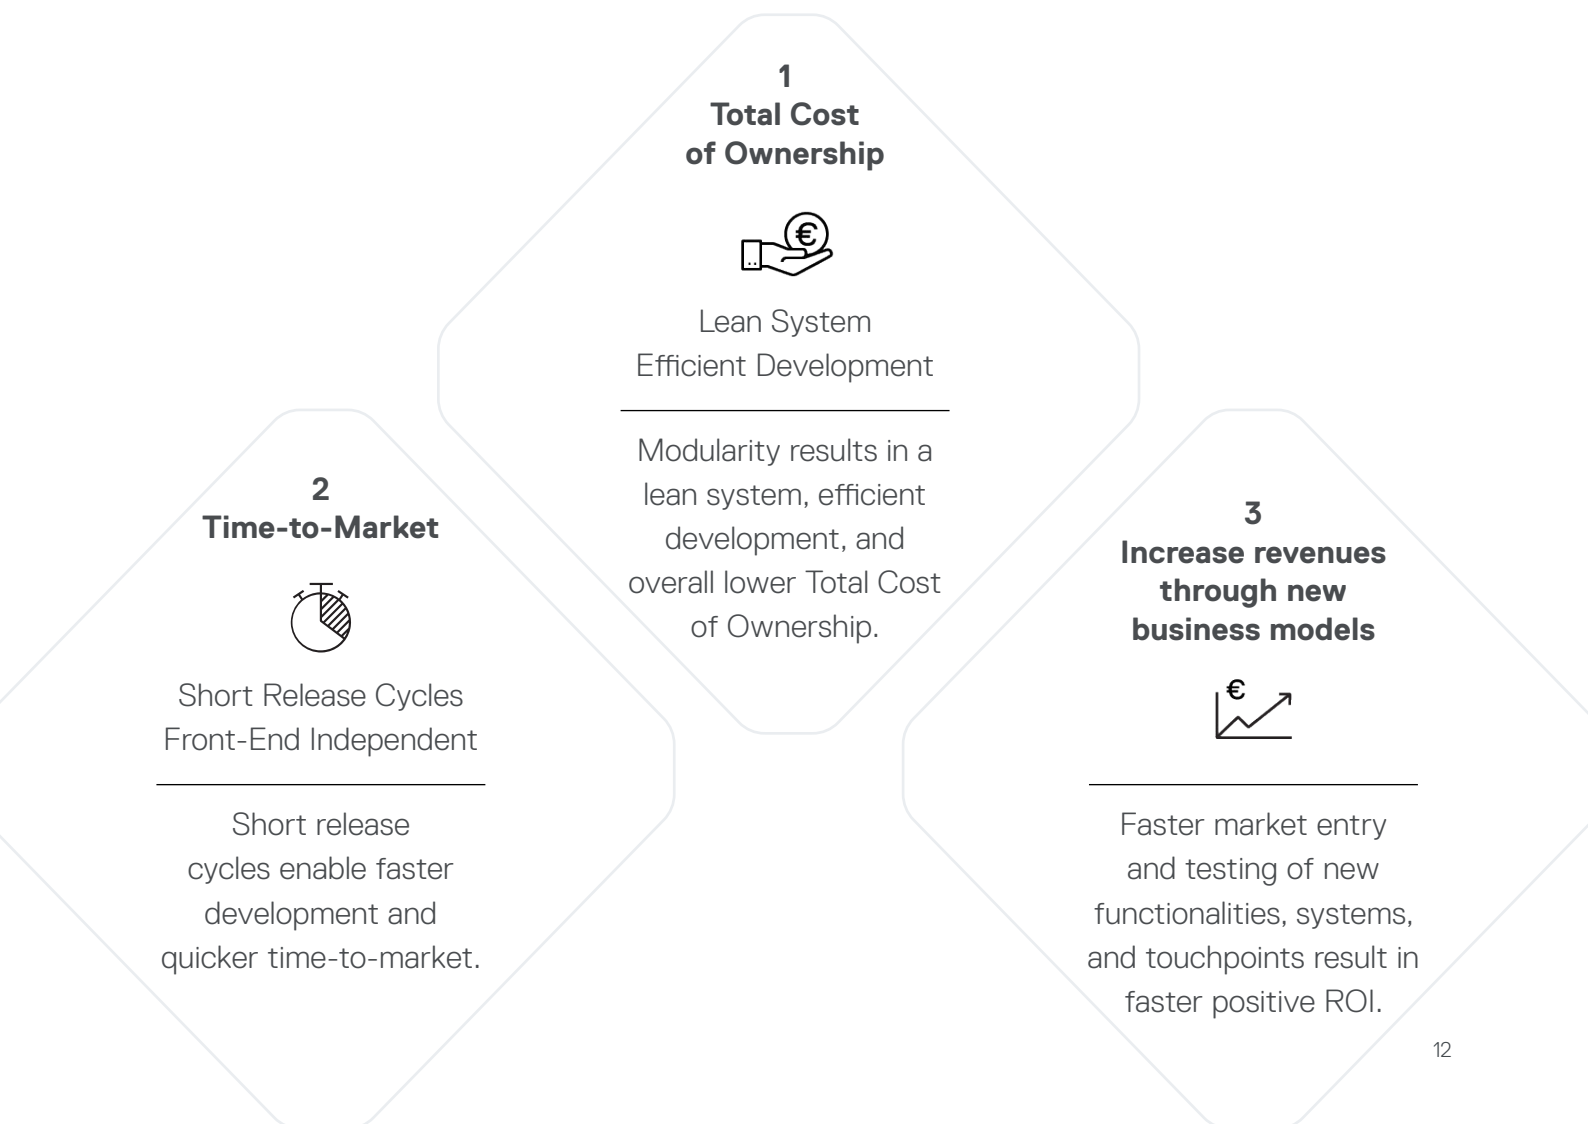 1
Total Cost
of Ownership
€
Lean System
Efficient Development
Modularity results in a
lean system, efficient
development, and
overall lower Total Cost
of Ownership.
2
Time-to-Market
Short Release Cycles
Front-End Independent
Short release
cycles enable faster
development and
quicker time-to-market.
3
Increase revenues
through new
business models
€
Faster market entry
and testing of new
functionalities, systems,
and touchpoints result in
faster positive ROI.
12